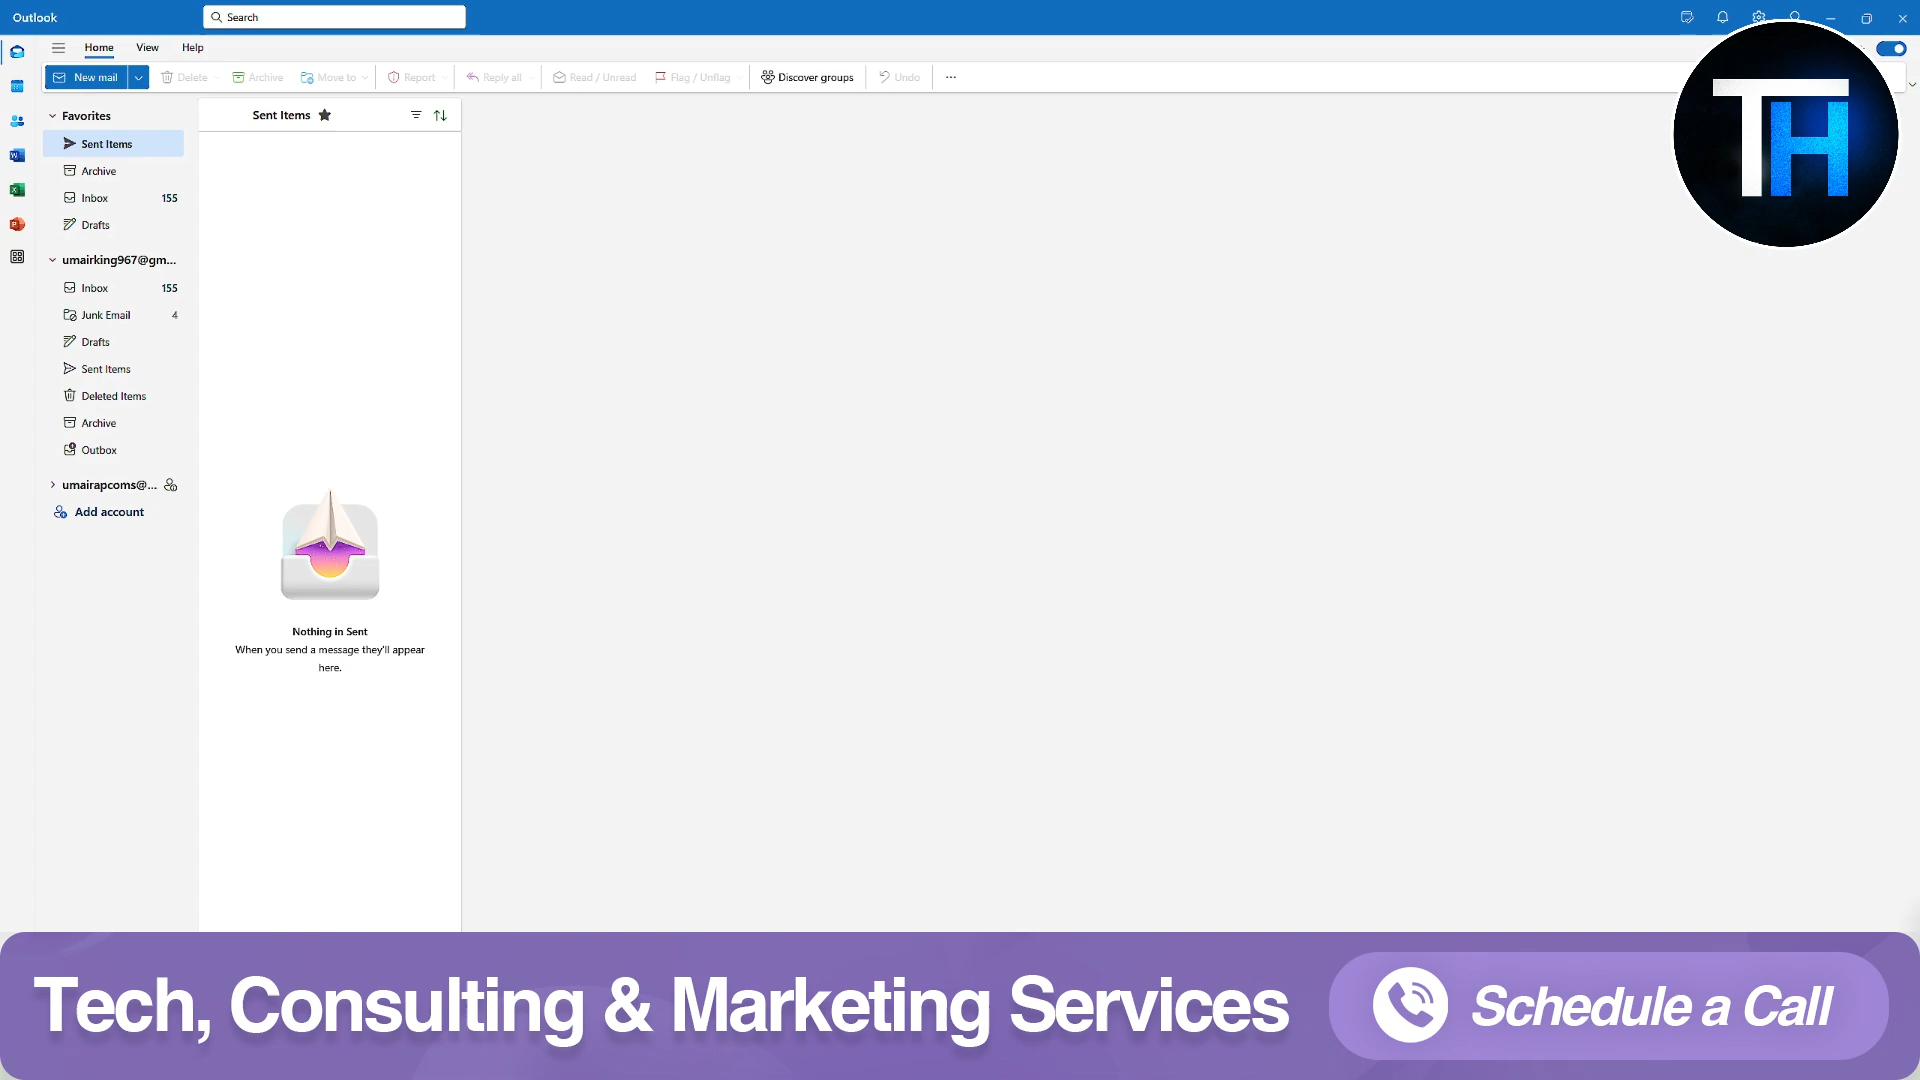 Outlook
Search
Home View Help
New mail Delete Archive Move to Report Reply all Read / Unread Flag / Unflag Discover groups Undo ...
Favorites
Sent Items
Archive
Inbox 155
Drafts
umairking967@gm...
Inbox 155
Junk Email 4
Drafts
Sent Items
Deleted Items
Archive
Outbox
umairapcoms@...
Add account
Sent Items
Nothing in Sent
When you send a message they'll appear
here.
TH
Tech, Consulting & Marketing Services
Schedule a Call